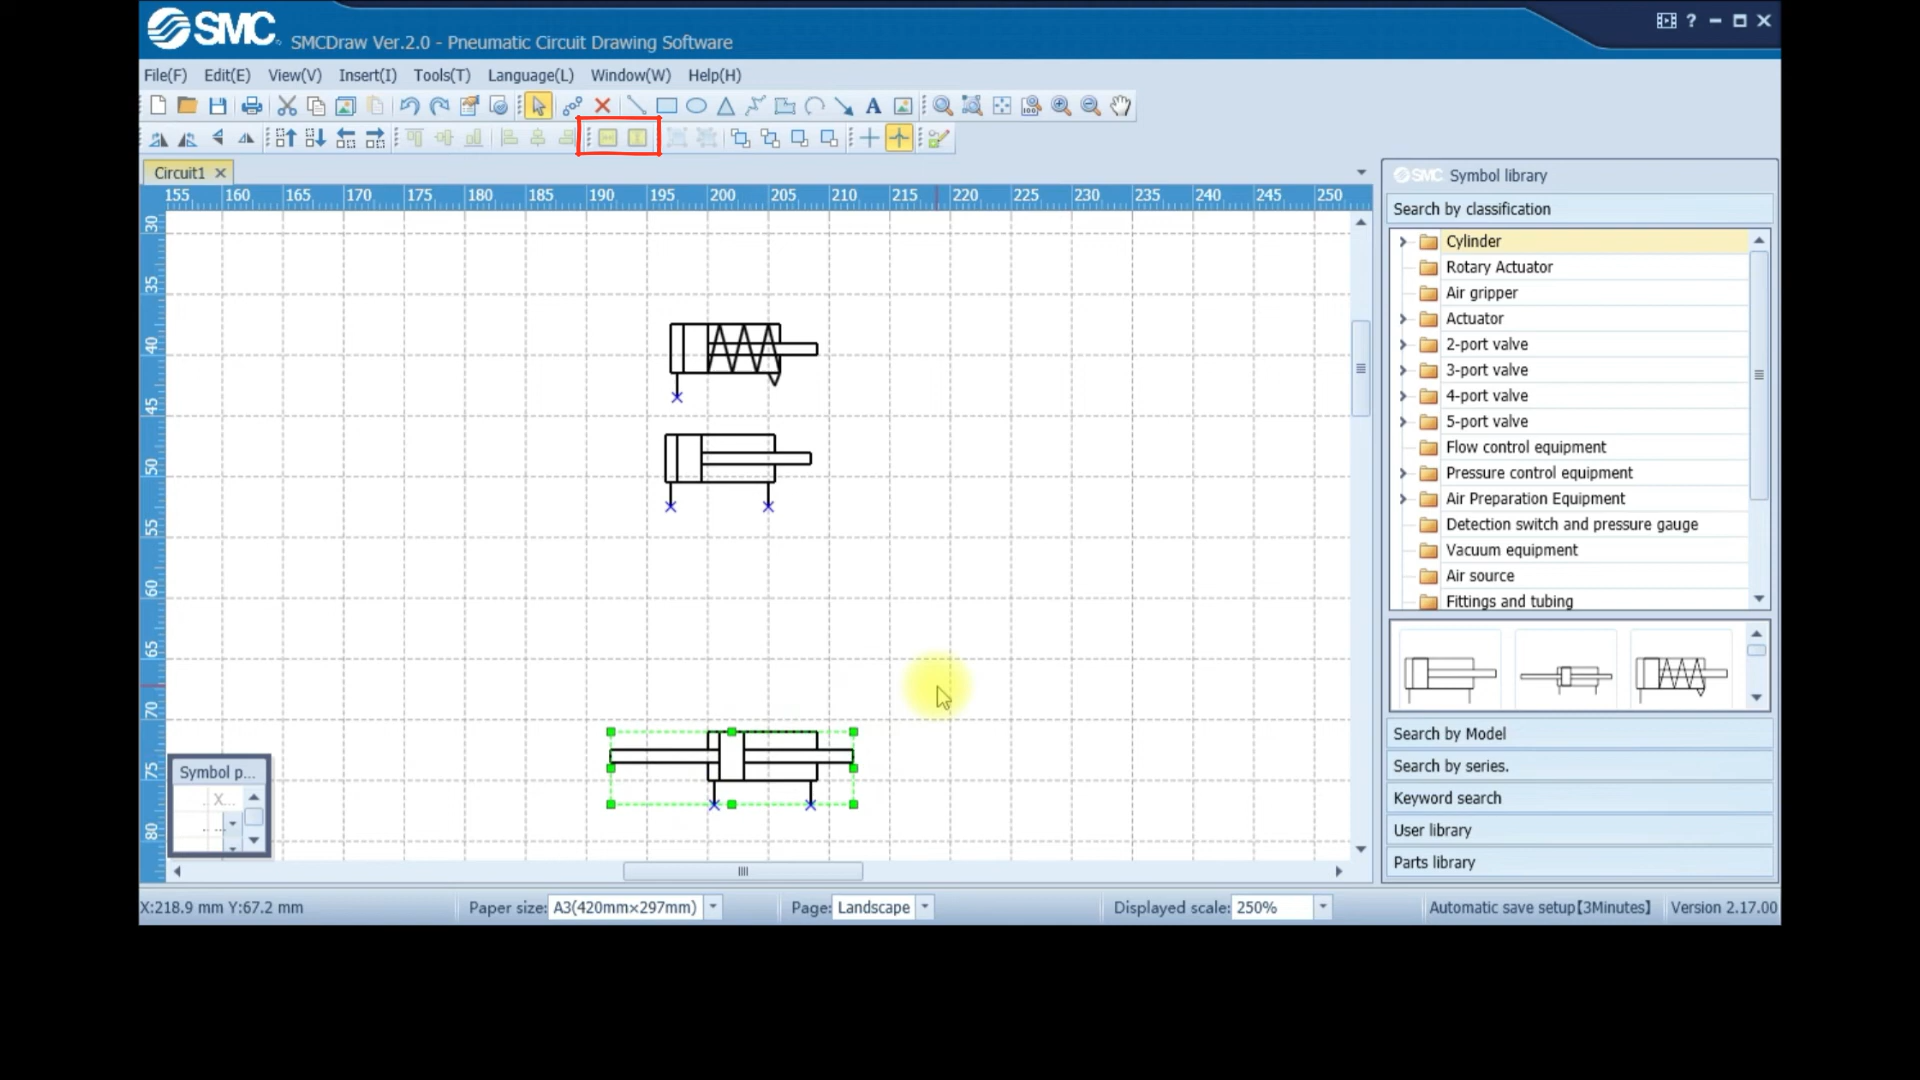 SMC SMCDraw Ver.2.0 - Pneumatic Circuit Drawing Software
File(F) Edit(E) View(V) Insert(I) Tools(T) Language(L) Window(W) Help(H)
Circuit1
155 160 165 170 175 180 185 190 195 200 205 210 215 220 225 230 235 240 245 250
30
35
40
45
50
55
60
65
70
75
80
Symbol p...
X...
SMC Symbol library
Search by classification
Cylinder
Rotary Actuator
Air gripper
Actuator
2-port valve
3-port valve
4-port valve
5-port valve
Flow control equipment
Pressure control equipment
Air Preparation Equipment
Detection switch and pressure gauge
Vacuum equipment
Air source
Fittings and tubing
Search by Model
Search by series.
Keyword search
User library
Parts library
X:218.9 mm Y:67.2 mm Paper size: A3(420mm×297mm) Page: Landscape Displayed scale: 250% Automatic save setup【3Minutes】 Version 2.17.00